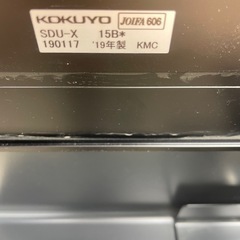 KOKUYO JOIFA 606
SDU-X 15B*
190117 '19年製 KMC